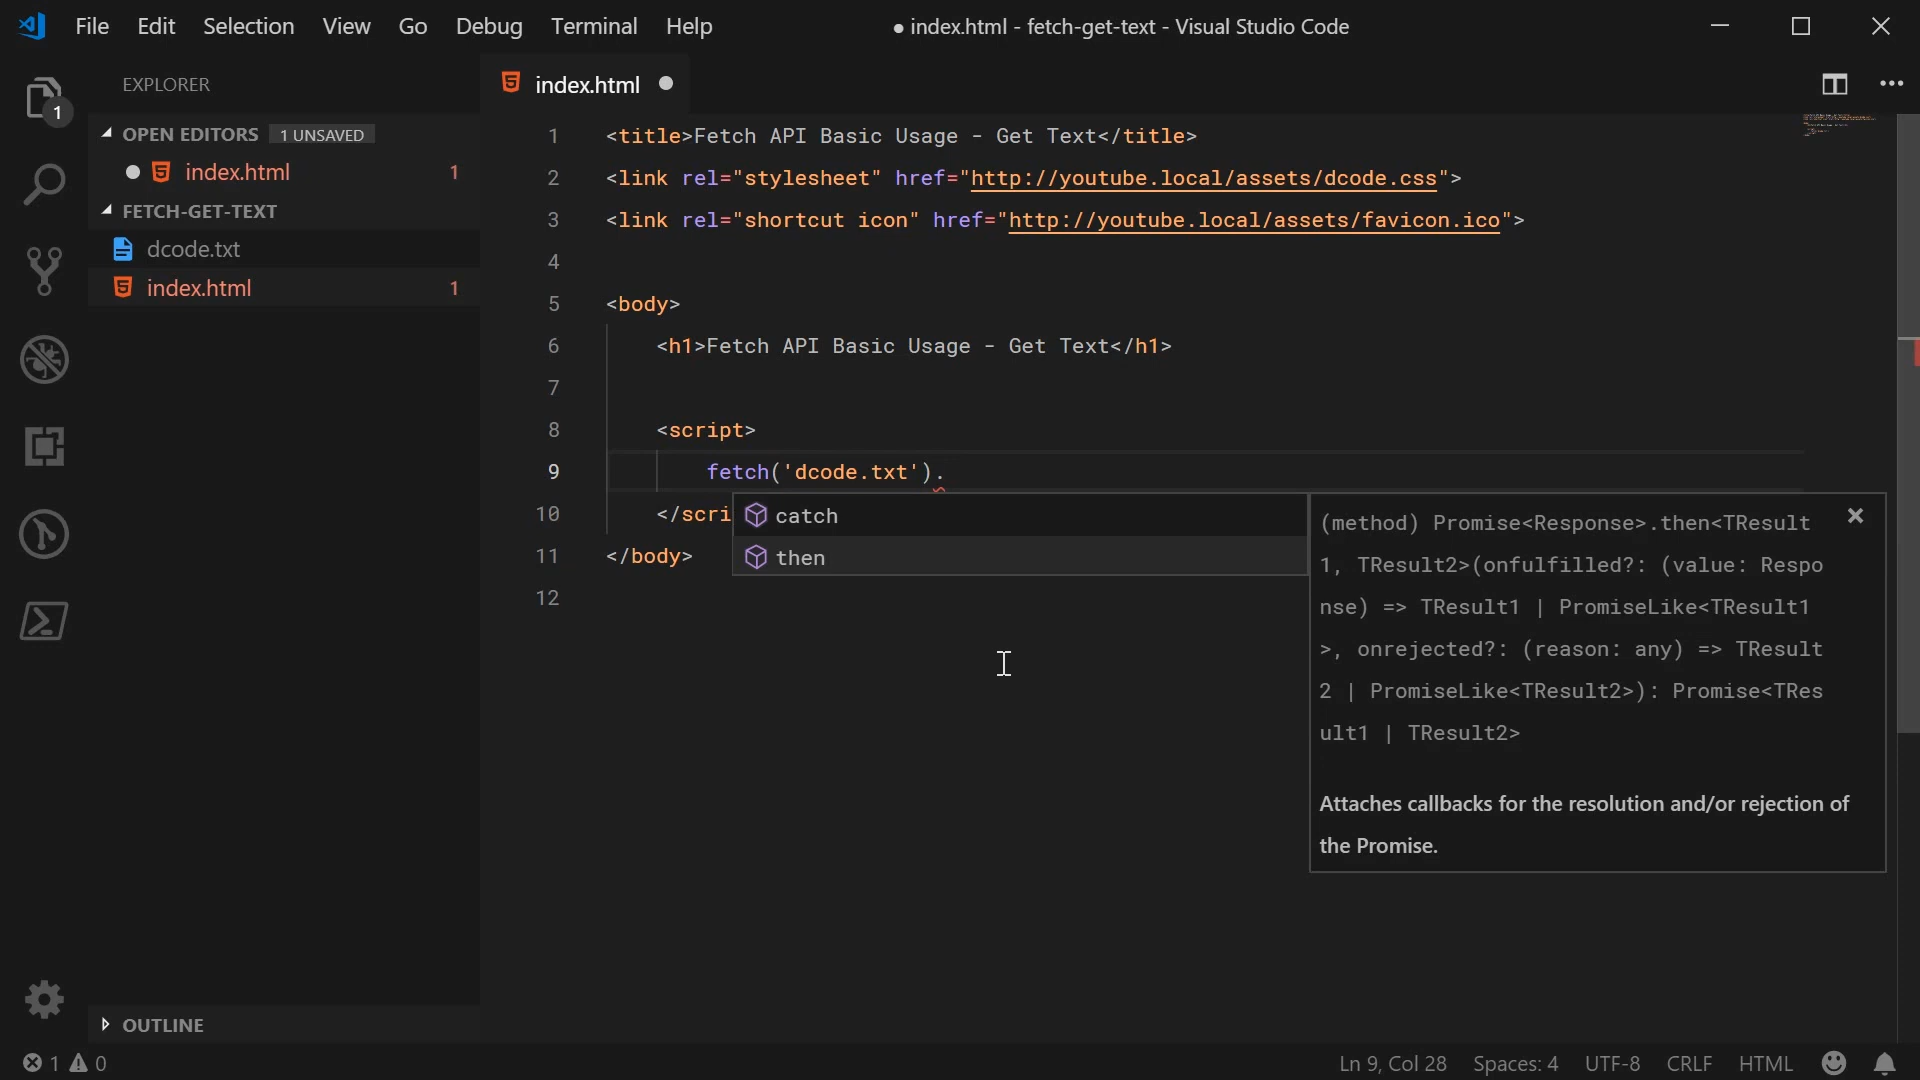 File Edit Selection View Go Debug Terminal Help
● index.html - fetch-get-text - Visual Studio Code
1
EXPLORER
OPEN EDITORS 1 UNSAVED
index.html 1
FETCH-GET-TEXT
dcode.txt
index.html 1
OUTLINE
index.html
1 <title>Fetch API Basic Usage - Get Text</title>
2 <link rel="stylesheet" href="http://youtube.local/assets/dcode.css">
3 <link rel="shortcut icon" href="http://youtube.local/assets/favicon.ico">
4
5 <body>
6 <h1>Fetch API Basic Usage - Get Text</h1>
7
8 <script>
9 fetch('dcode.txt').
10 </scri
11 </body>
12
catch
then
(method) Promise<Response>.then<TResult
1, TResult2>(onfulfilled?: (value: Respo
nse) => TResult1 | PromiseLike<TResult1
>, onrejected?: (reason: any) => TResult
2 | PromiseLike<TResult2>): Promise<TRes
ult1 | TResult2>
Attaches callbacks for the resolution and/or rejection of
the Promise.
1 0
Ln 9, Col 28 Spaces: 4 UTF-8 CRLF HTML